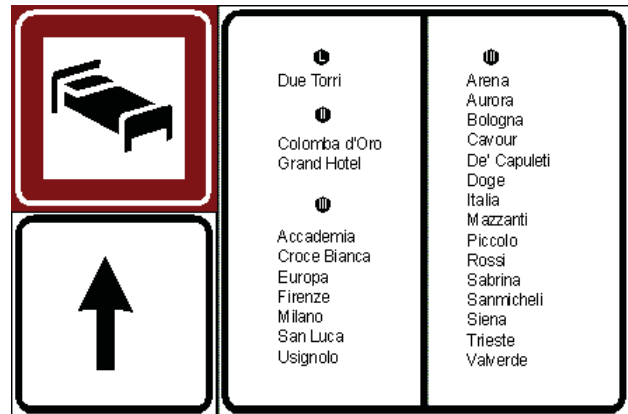 L
Due Torri
Colomba d'Oro
Grand Hotel
Accademia
Croce Bianca
Europa
Firenze
Milano
San Luca
Usignolo
Arena
Aurora
Bologna
Cavour
De' Capuleti
Doge
Italia
Mazzanti
Piccolo
Rossi
Sabrina
Sanmicheli
Siena
Trieste
Valverde